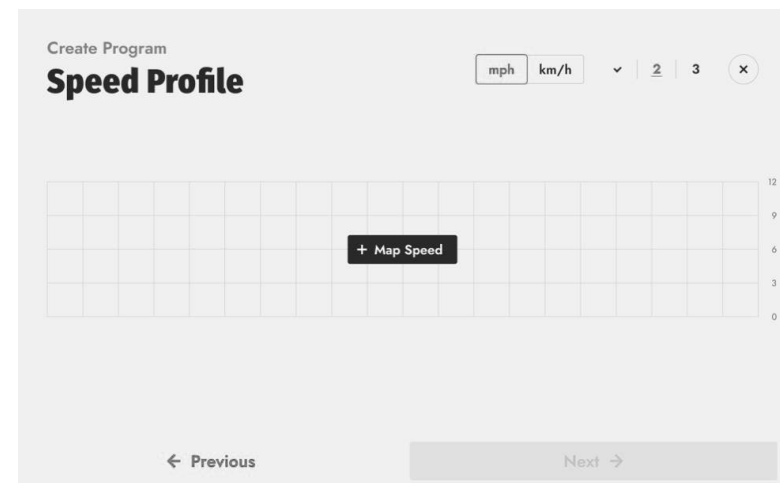 Create Program
Speed Profile
mph km/h 2 3
12
9
+ Map Speed
6
3
0
← Previous
Next →